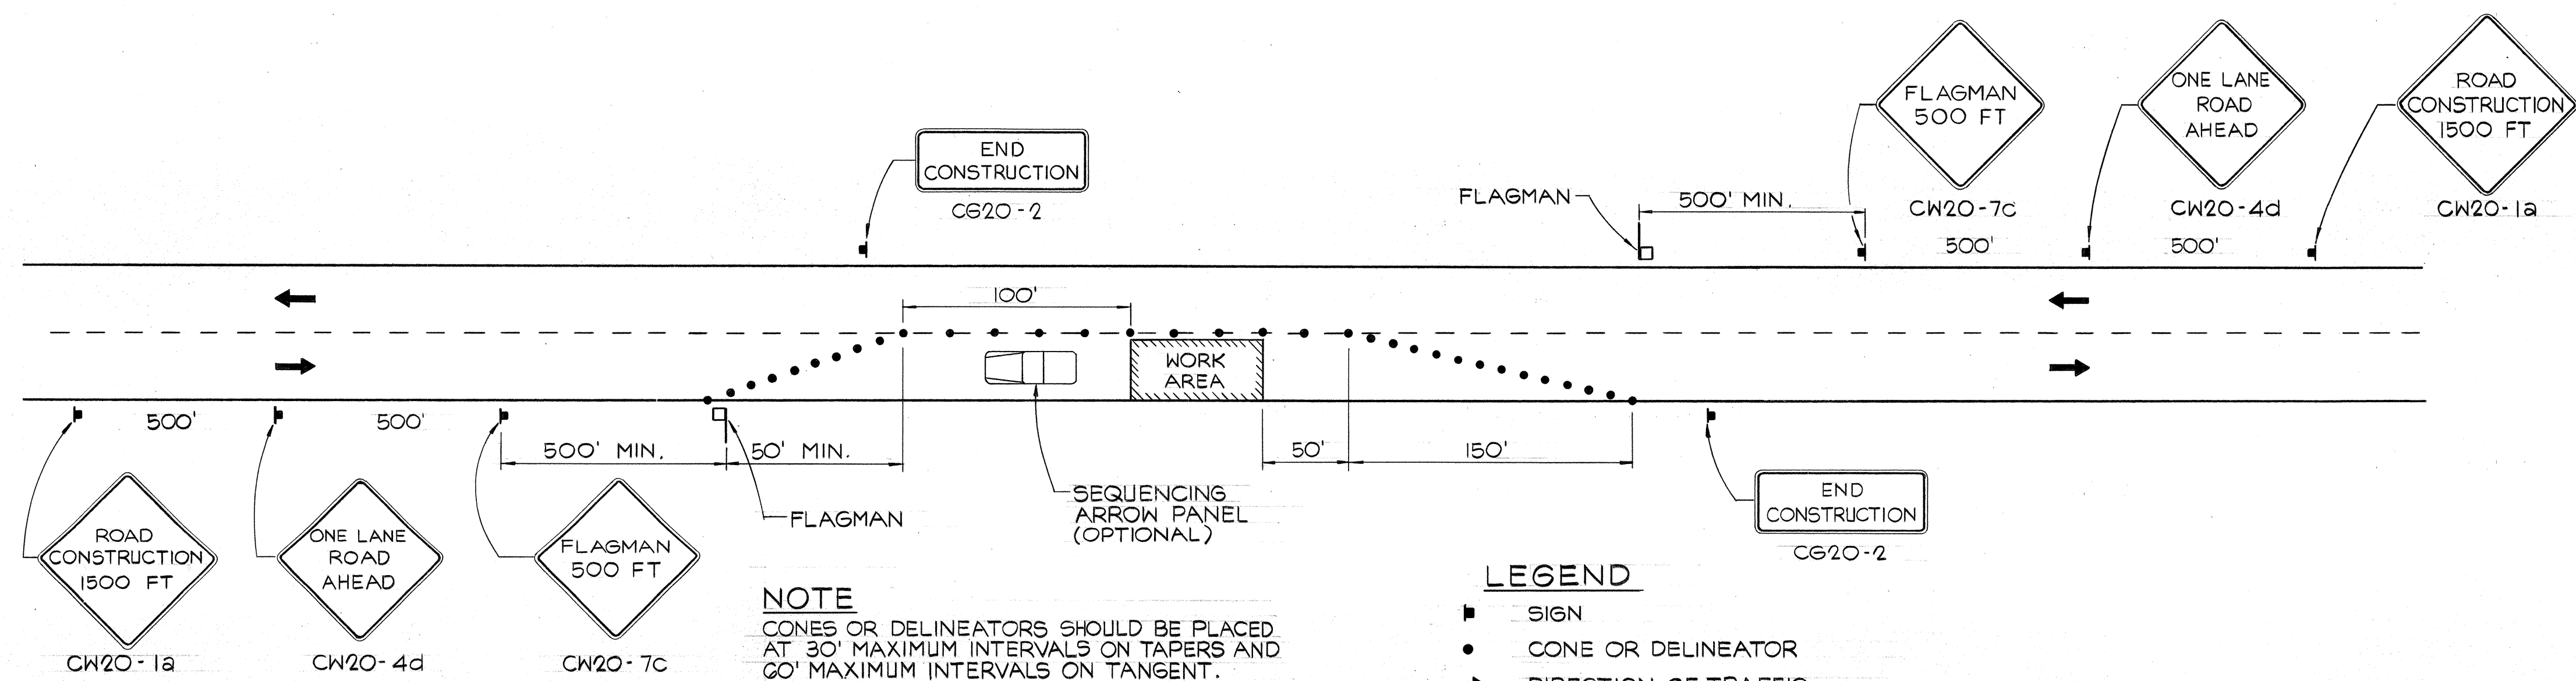 FLAGMAN
500 FT
CW20-7c
ONE LANE
ROAD
AHEAD
CW20-4d
ROAD
CONSTRUCTION
1500 FT
CW20-1a
END
CONSTRUCTION
CG20-2
FLAGMAN
500' MIN.
500'
500'
100'
WORK
AREA
500'
500'
500' MIN.
50' MIN.
50'
150'
FLAGMAN
SEQUENCING
ARROW PANEL
(OPTIONAL)
END
CONSTRUCTION
CG20-2
ROAD
CONSTRUCTION
1500 FT
CW20-1a
ONE LANE
ROAD
AHEAD
CW20-4d
FLAGMAN
500 FT
CW20-7c
NOTE
CONES OR DELINEATORS SHOULD BE PLACED
AT 30' MAXIMUM INTERVALS ON TAPERS AND
60' MAXIMUM INTERVALS ON TANGENT.
LEGEND
SIGN
CONE OR DELINEATOR
DIRECTION OF TRAFFIC